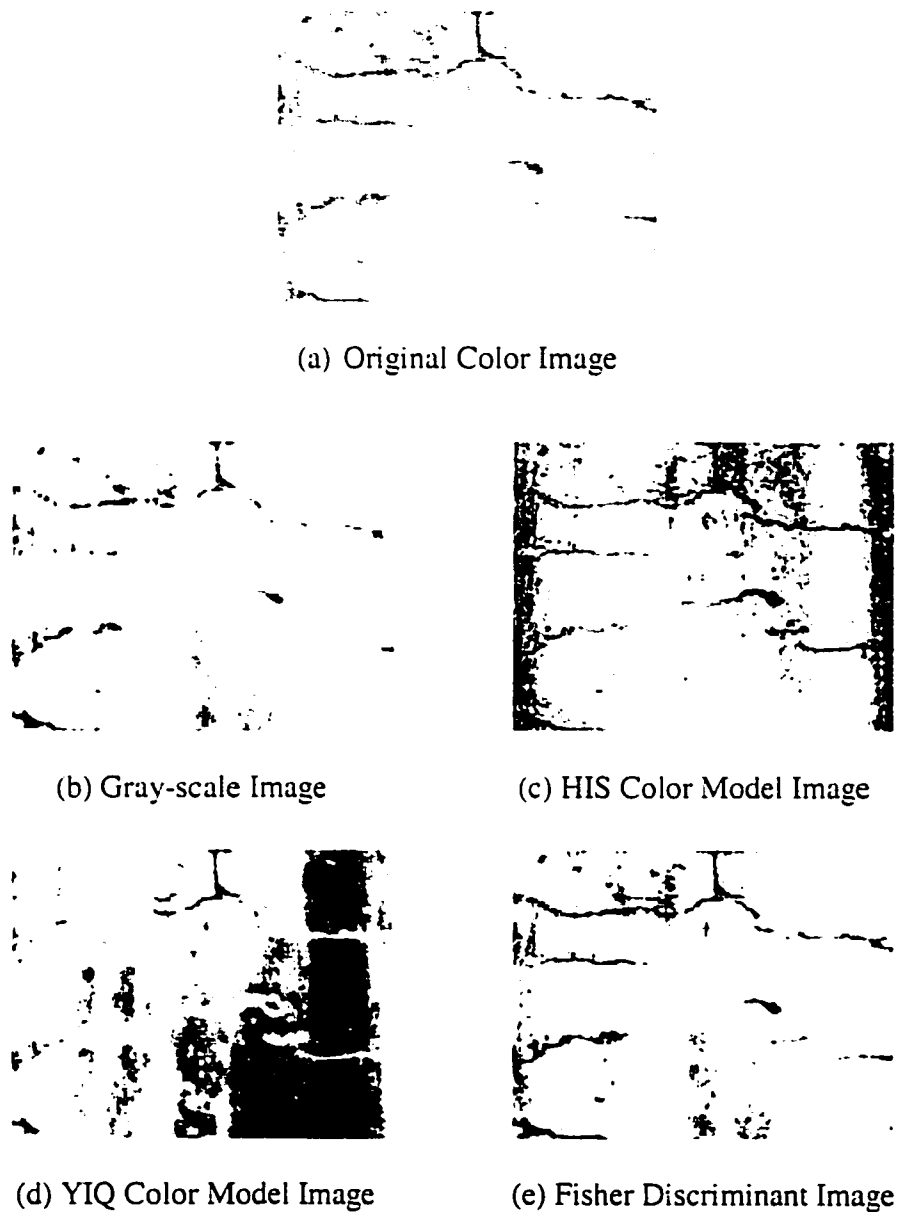 (a) Original Color Image
(b) Gray-scale Image
(c) HIS Color Model Image
(d) YIQ Color Model Image
(e) Fisher Discriminant Image